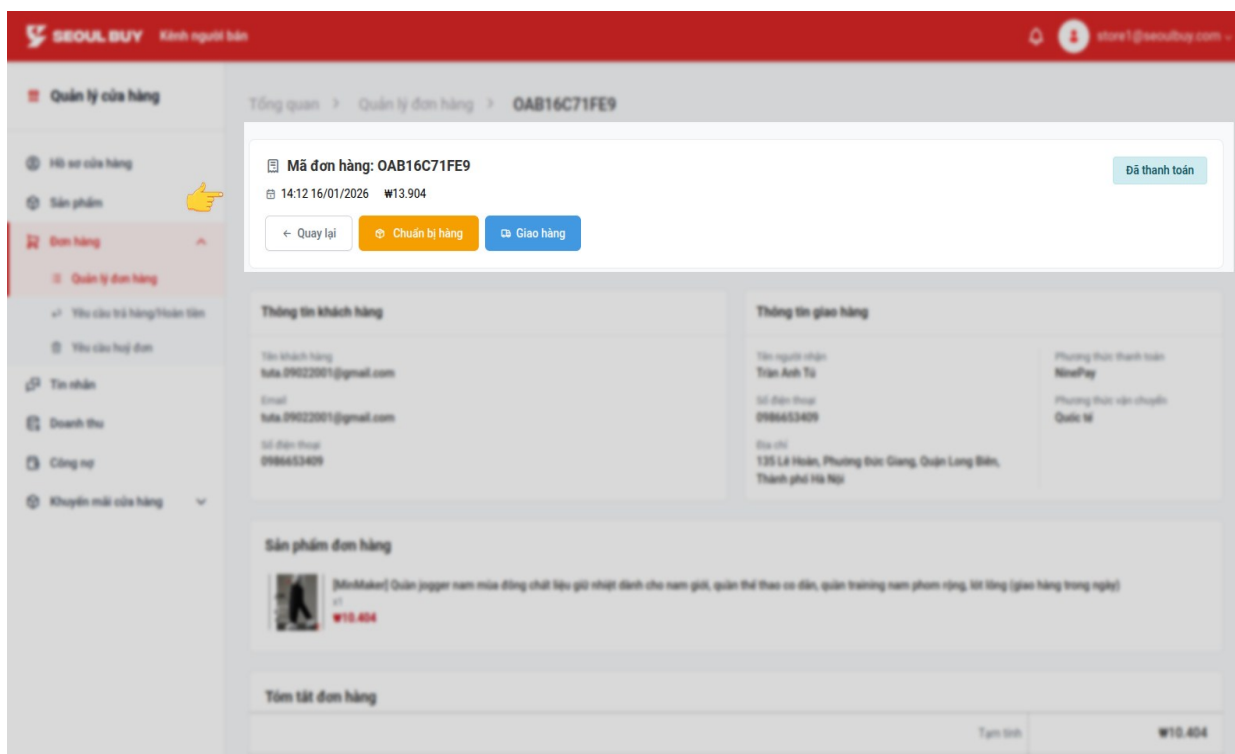 SEOUL BUY Kênh người bán
store1@seoulbuy.com
Quản lý cửa hàng
Hồ sơ cửa hàng
Sản phẩm
Đơn hàng
Quản lý đơn hàng
Yêu cầu trả hàng/Hoàn tiền
Yêu cầu huỷ đơn
Tin nhắn
Doanh thu
Công nợ
Khuyến mãi cửa hàng
Tổng quan > Quản lý đơn hàng > OAB16C71FE9
Mã đơn hàng: OAB16C71FE9
Đã thanh toán
14:12 16/01/2026 ₩13.904
← Quay lại
Chuẩn bị hàng
Giao hàng
Thông tin khách hàng
Tên khách hàng
tuta.09022001@gmail.com
Email
tuta.09022001@gmail.com
Số điện thoại
0986653409
Thông tin giao hàng
Tên người nhận
Trần Anh Tú
Số điện thoại
0986653409
Địa chỉ
135 Lê Hoàn, Phường Đức Giang, Quận Long Biên,
Thành phố Hà Nội
Phương thức thanh toán
NinePay
Phương thức vận chuyển
Quốc tế
Sản phẩm đơn hàng
[MinMaker] Quần jogger nam mùa đông chất liệu giữ nhiệt dành cho nam giới, quần thể thao co dãn, quần training nam phom rộng, lót lông (giao hàng trong ngày)
x1
₩10.404
Tóm tắt đơn hàng
Tạm tính ₩10.404